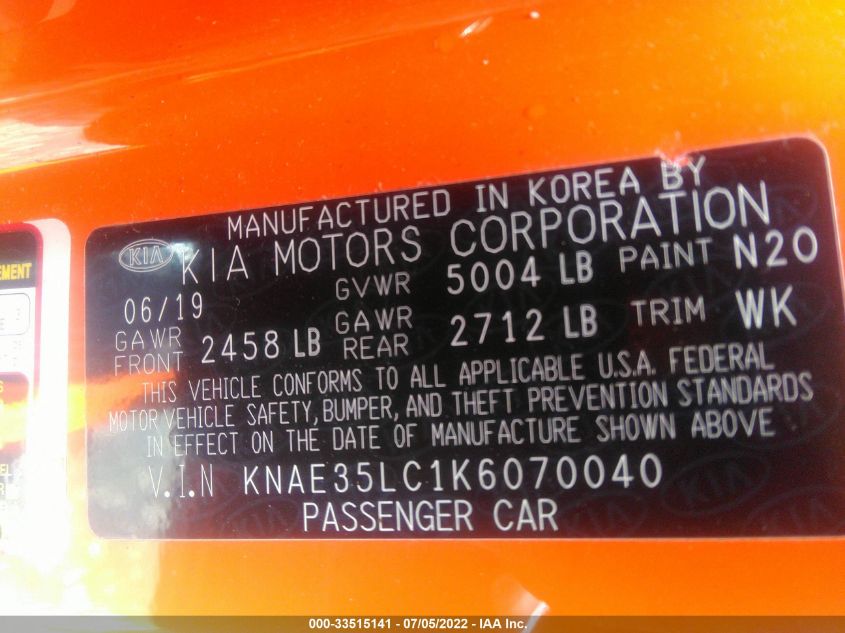 MANUFACTURED IN KOREA BY
KIA KIA MOTORS CORPORATION
06/19 GVWR 5004 LB PAINT N20
GAWR FRONT 2458 LB GAWR REAR 2712 LB TRIM WK
THIS VEHICLE CONFORMS TO ALL APPLICABLE U.S.A. FEDERAL
MOTOR VEHICLE SAFETY, BUMPER, AND THEFT PREVENTION STANDARDS
IN EFFECT ON THE DATE OF MANUFACTURE SHOWN ABOVE
V.I.N KNAE35LC1K6070040
PASSENGER CAR
000-33515141 - 07/05/2022 - IAA Inc.